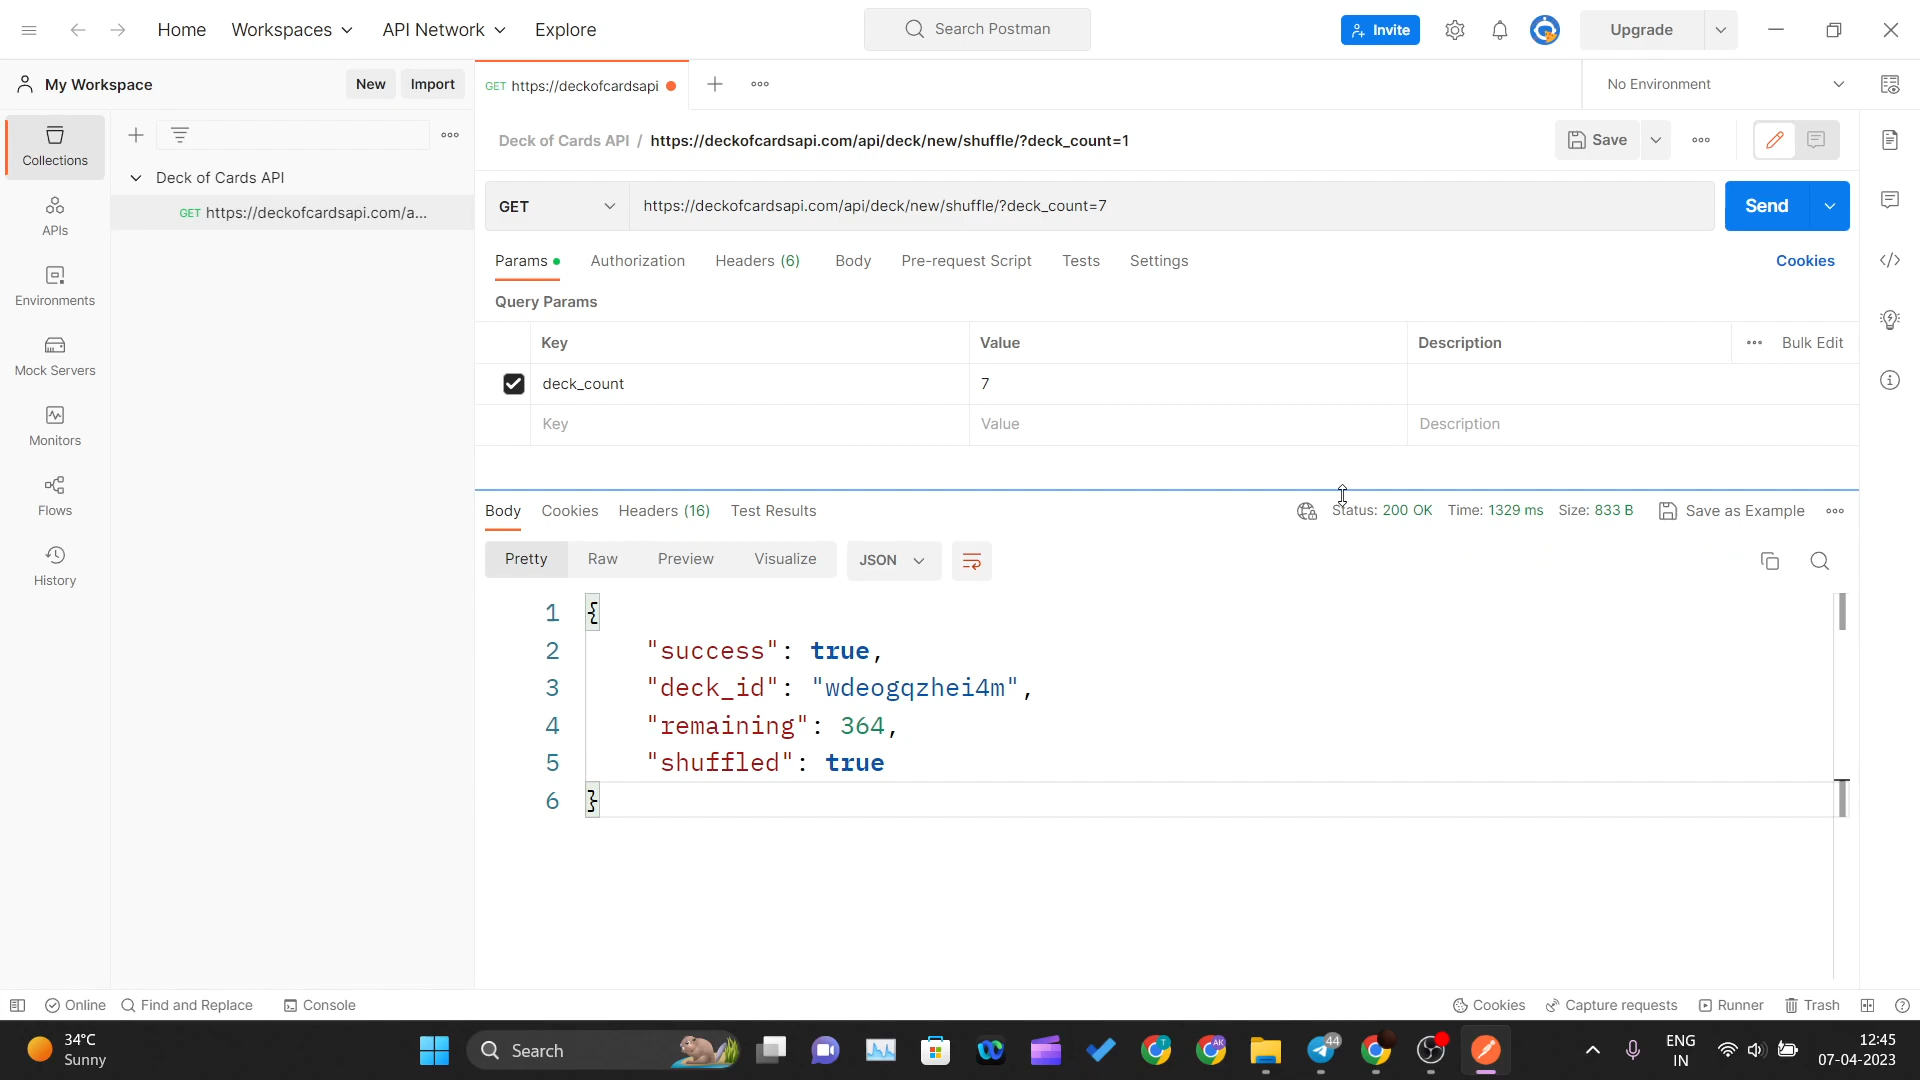 Home
Workspaces
API Network
Explore
Search Postman
Invite
Upgrade
My Workspace
New
Import
GET https://deckofcardsapi
No Environment
Collections
APIs
Environments
Mock Servers
Monitors
Flows
History
Deck of Cards API
GET https://deckofcardsapi.com/a...
Deck of Cards API / https://deckofcardsapi.com/api/deck/new/shuffle/?deck_count=1
Save
GET
https://deckofcardsapi.com/api/deck/new/shuffle/?deck_count=7
Send
Params
Authorization
Headers (6)
Body
Pre-request Script
Tests
Settings
Cookies
Query Params
Key
Value
Description
Bulk Edit
deck_count
7
Key
Value
Description
Body
Cookies
Headers (16)
Test Results
Status: 200 OK
Time: 1329 ms
Size: 833 B
Save as Example
Pretty
Raw
Preview
Visualize
JSON
1 {
2 "success": true,
3 "deck_id": "wdeogqzhei4m",
4 "remaining": 364,
5 "shuffled": true
6 }
Online
Find and Replace
Console
Cookies
Capture requests
Runner
Trash
34°C
Sunny
Search
T
AK
44
ENG
IN
12:45
07-04-2023